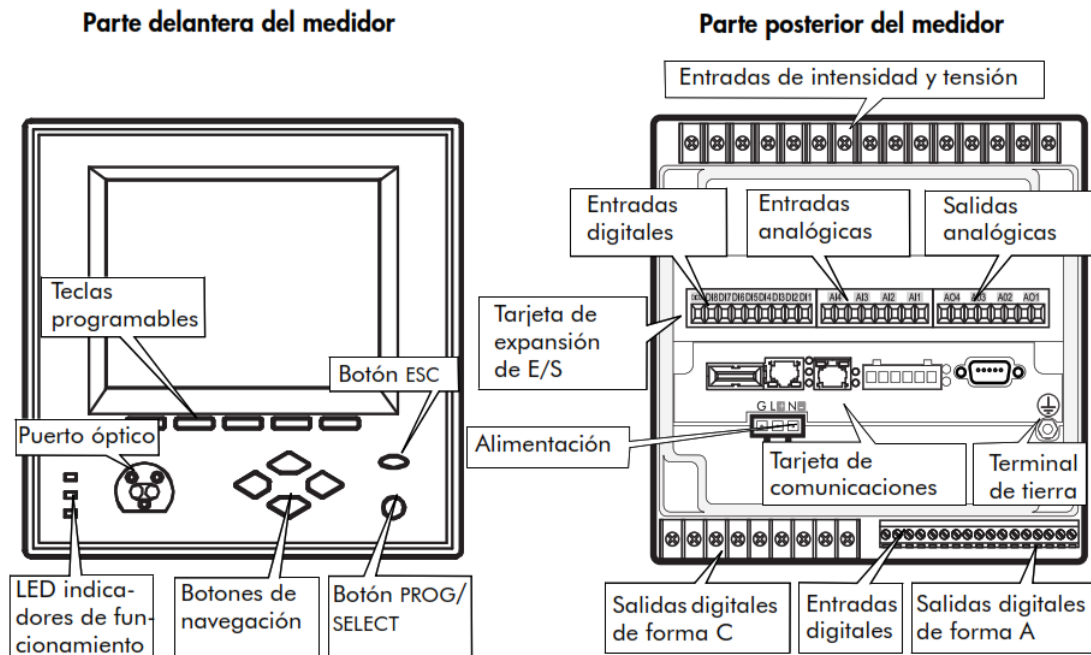 Parte delantera del medidor
Teclas
programables
Botón ESC
Puerto óptico
LED indica-
dores de fun-
cionamiento
Botones de
navegación
Botón PROG/
SELECT
Parte posterior del medidor
Entradas de intensidad y tensión
Entradas
digitales
Entradas
analógicas
Salidas
analógicas
DI8 DI7 DI6 DI5 DI4 DI3 DI2 DI1
AI4 AI3 AI2 AI1
AO4 AO3 AO2 AO1
Tarjeta de
expansión
de E/S
G L N
Alimentación
Tarjeta de
comunicaciones
Terminal
de tierra
Salidas digitales
de forma C
Entradas
digitales
Salidas digitales
de forma A